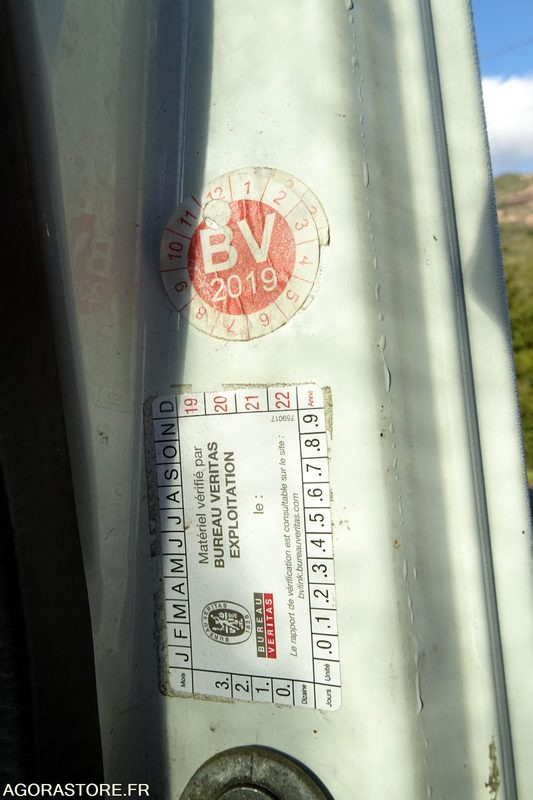 12 1 2 3 4 5 6 7 8 9 10 11
BV
2019
Mois J F M A M J J A S O N D
3. 19
2. 20
1. 21
0. 22
Dizaine
Année
Matériel vérifié par
BUREAU VERITAS
EXPLOITATION
le :
BUREAU
VERITAS
759017
Le rapport de vérification est consultable sur le site :
bvlink.bureauveritas.com
Jours Unité .0 .1 .2 .3 .4 .5 .6 .7 .8 .9
AGORASTORE.FR